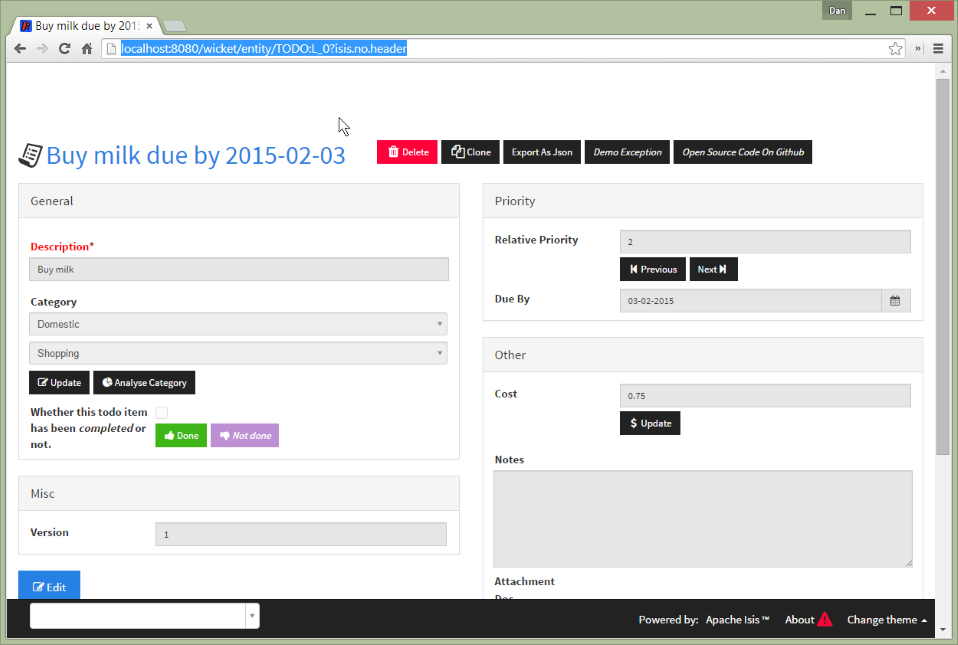 Dan
Buy milk due by 2015
localhost:8080/wicket/entity/TODO:L_0?isis.no.header
Buy milk due by 2015-02-03
Delete
Clone
Export As Json
Demo Exception
Open Source Code On Github
General
Description*
Buy milk
Category
Domestic
Shopping
Update
Analyse Category
Whether this todo item
has been completed or
not.
Done
Not done
Misc
Version
1
Edit
Priority
Relative Priority
2
Previous
Next
Due By
03-02-2015
Other
Cost
0.75
$ Update
Notes
Attachment
Doc
Powered by: Apache Isis™
About
Change theme